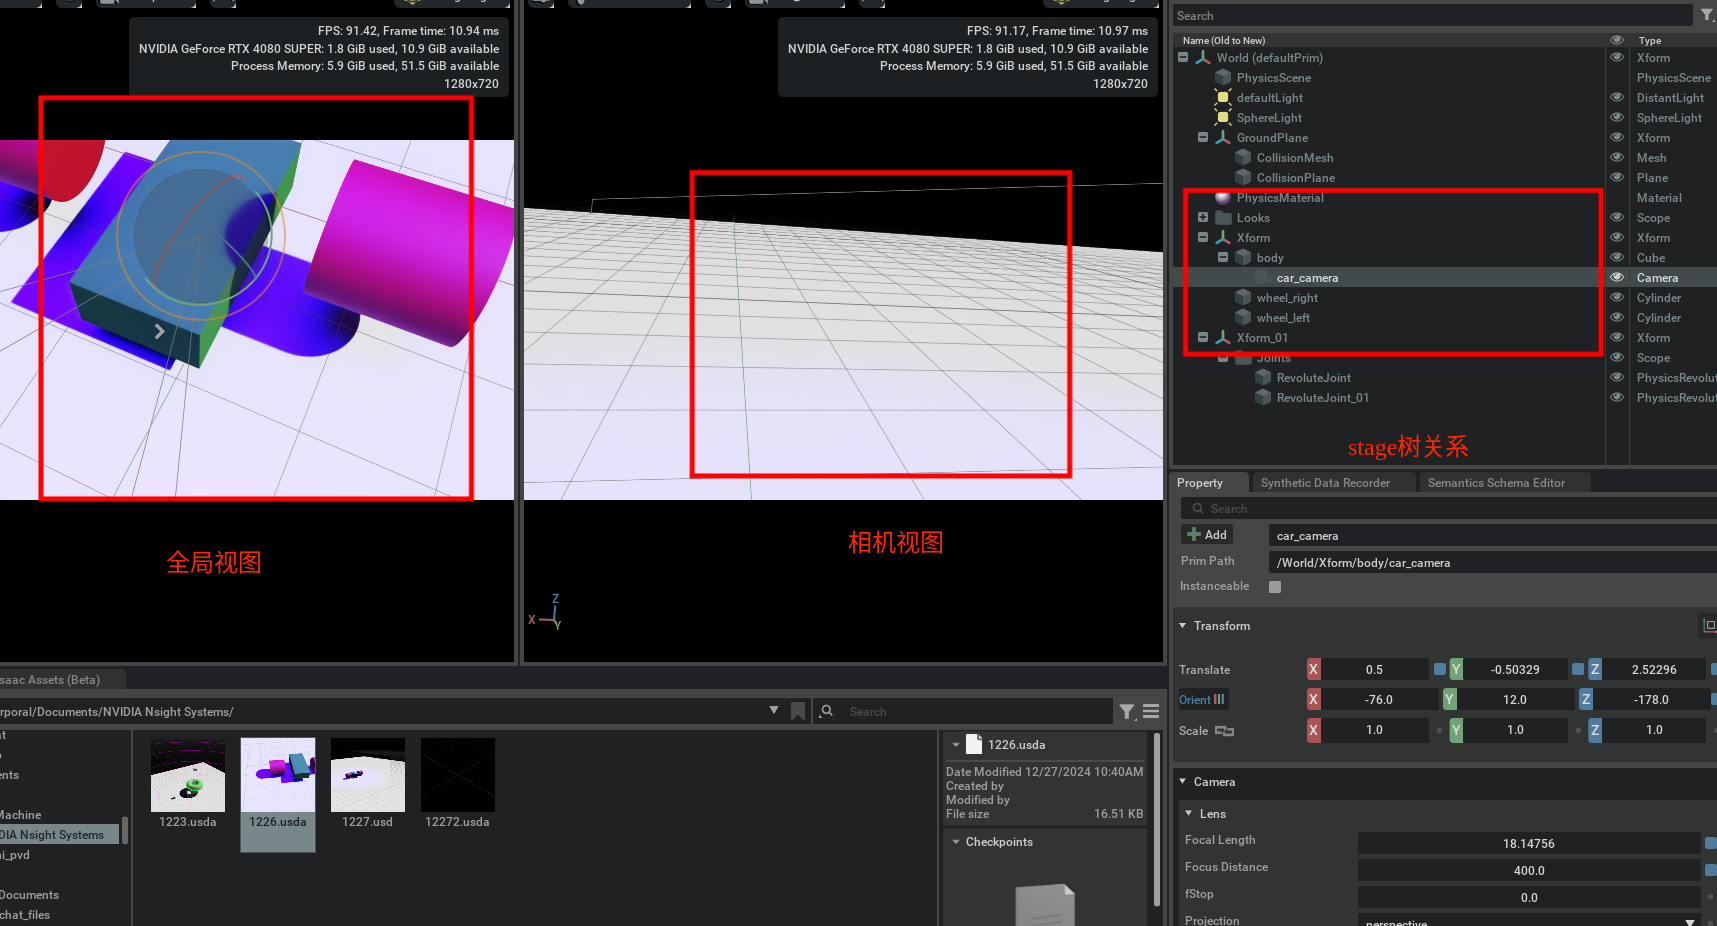 FPS: 91.42, Frame time: 10.94 ms
NVIDIA GeForce RTX 4080 SUPER: 1.8 GiB used, 10.9 GiB available
Process Memory: 5.9 GiB used, 51.5 GiB available
1280x720
全局视图
FPS: 91.17, Frame time: 10.97 ms
NVIDIA GeForce RTX 4080 SUPER: 1.8 GiB used, 10.9 GiB available
Process Memory: 5.9 GiB used, 51.5 GiB available
1280x720
相机视图
Z
X
Y
Search
Name (Old to New) Type
World (defaultPrim) Xform
PhysicsScene PhysicsScene
defaultLight DistantLight
SphereLight SphereLight
GroundPlane Xform
CollisionMesh Mesh
CollisionPlane Plane
PhysicsMaterial Material
Looks Scope
Xform Xform
body Cube
car_camera Camera
wheel_right Cylinder
wheel_left Cylinder
Xform_01 Xform
Joints Scope
RevoluteJoint PhysicsRevolut
RevoluteJoint_01 PhysicsRevolut
stage树关系
Property Synthetic Data Recorder Semantics Schema Editor
Search
Add car_camera
Prim Path /World/Xform/body/car_camera
Instanceable
Transform
Translate X 0.5 Y -0.50329 Z 2.52296
Orient X -76.0 Y 12.0 Z -178.0
Scale X 1.0 Y 1.0 Z 1.0
Camera
Lens
Focal Length 18.14756
Focus Distance 400.0
fStop 0.0
Projection perspective
saac Assets (Beta)
rporal/Documents/NVIDIA Nsight Systems/
Search
nt
ents
Machine
DIA Nsight Systems
ni_pvd
Documents
chat_files
1223.usda
1226.usda
1227.usd
12272.usda
1226.usda
Date Modified 12/27/2024 10:40AM
Created by
Modified by
File size 16.51 KB
Checkpoints